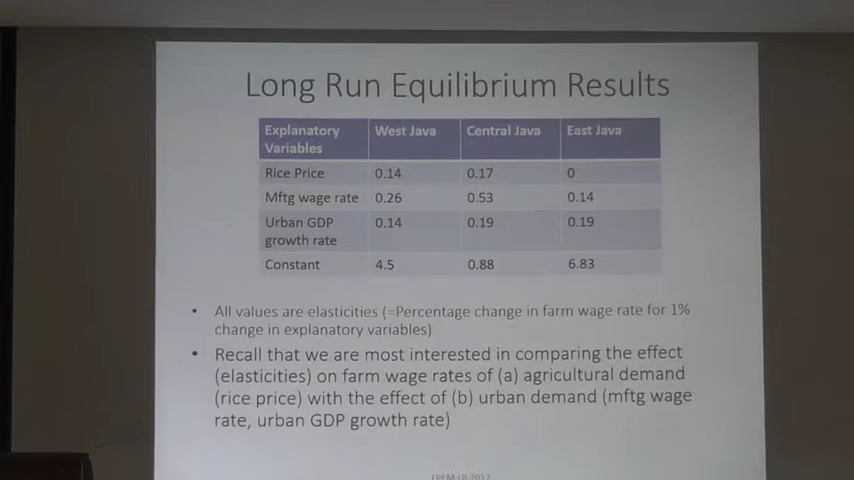 Long Run Equilibrium Results
Explanatory Variables West Java Central Java East Java
Rice Price 0.14 0.17 0
Mftg wage rate 0.26 0.53 0.14
Urban GDP growth rate 0.14 0.19 0.19
Constant 4.5 0.88 6.83
• All values are elasticities (=Percentage change in farm wage rate for 1%
change in explanatory variables)
• Recall that we are most interested in comparing the effect
(elasticities) on farm wage rates of (a) agricultural demand
(rice price) with the effect of (b) urban demand (mftg wage
rate, urban GDP growth rate)